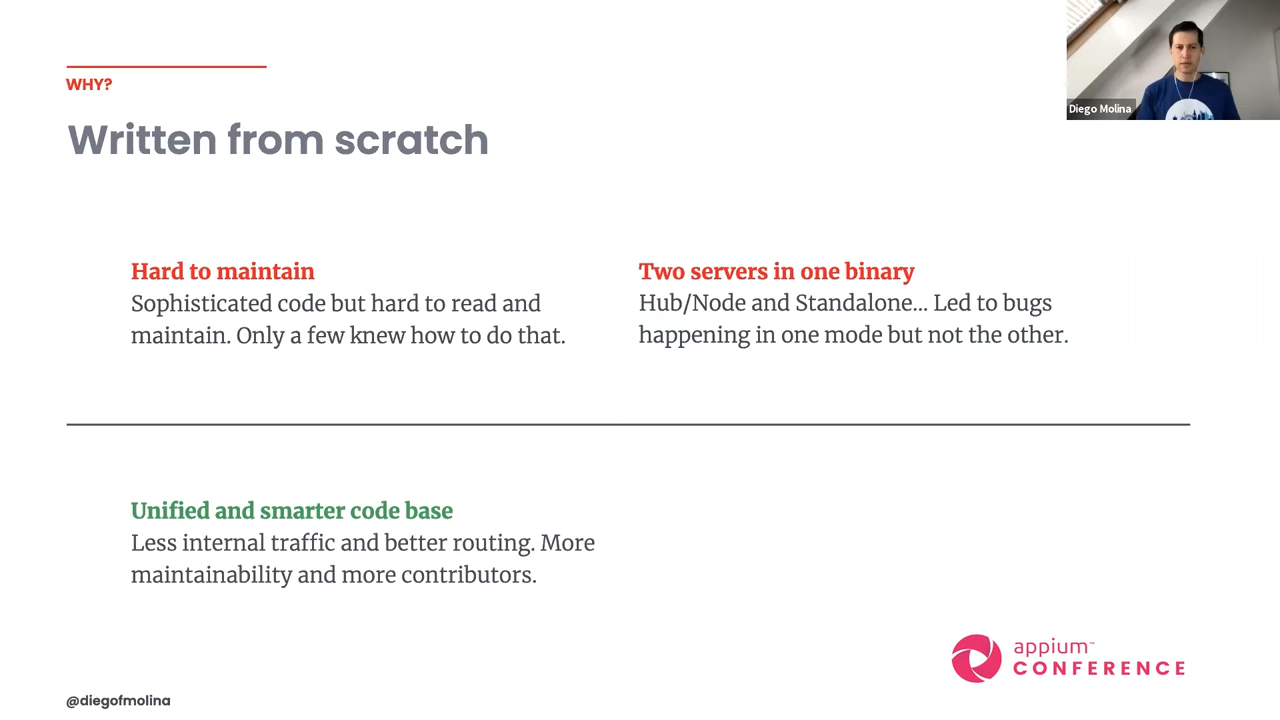 WHY?
Written from scratch
Diego Molina
Hard to maintain
Sophisticated code but hard to read and
maintain. Only a few knew how to do that.
Two servers in one binary
Hub/Node and Standalone... Led to bugs
happening in one mode but not the other.
Unified and smarter code base
Less internal traffic and better routing. More
maintainability and more contributors.
appium™
CONFERENCE
@diegofmolina